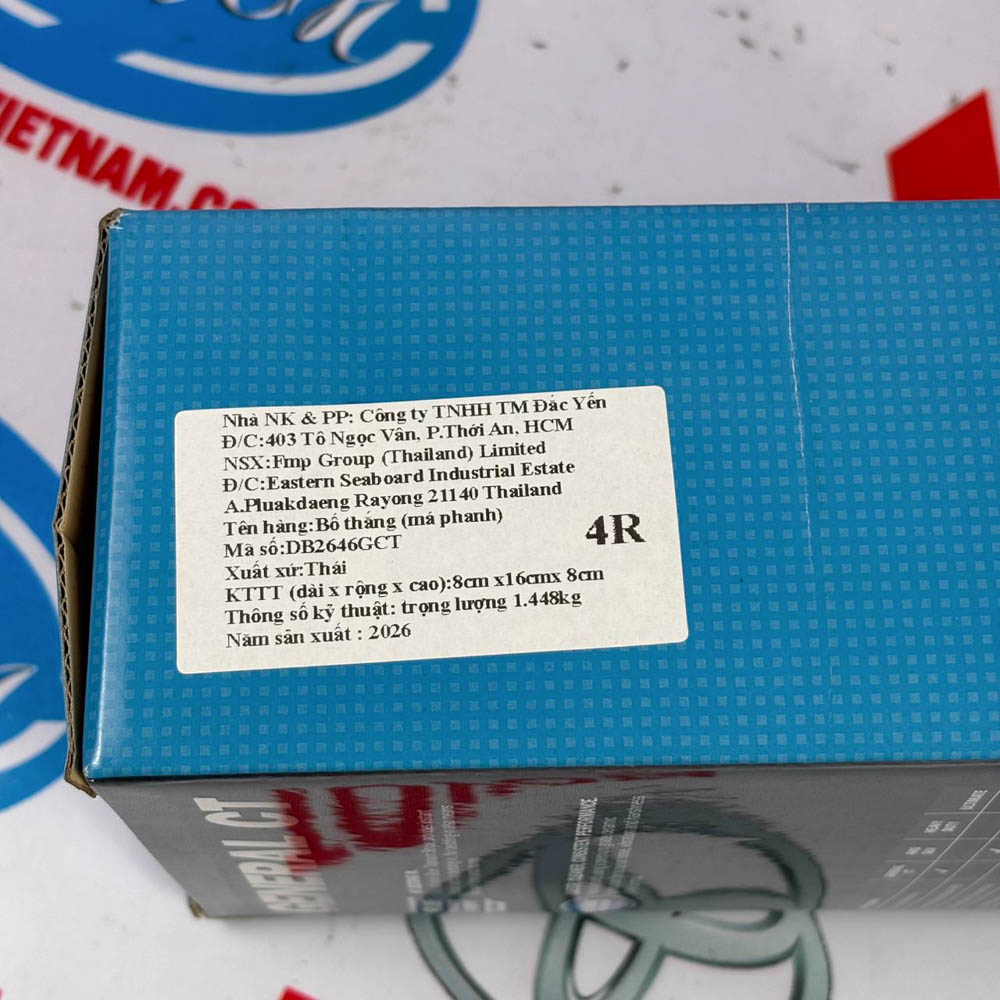 VIETNAM.CO
Nhà NK & PP: Công ty TNHH TM Đắc Yến
Đ/C:403 Tô Ngọc Vân, P.Thới An, HCM
NSX:Fmp Group (Thailand) Limited
Đ/C:Eastern Seaboard Industrial Estate
A.Pluakdaeng Rayong 21140 Thailand
Tên hàng:Bố thắng (má phanh)
Mã số:DB2646GCT
4R
Xuất xứ:Thái
KTTT (dài x rộng x cao):8cm x16cmx 8cm
Thông số kỹ thuật: trọng lượng 1.448kg
Năm sản xuất : 2026
GENERAL CT
CONSISTENT PERFORMANCE
ULTIMATE